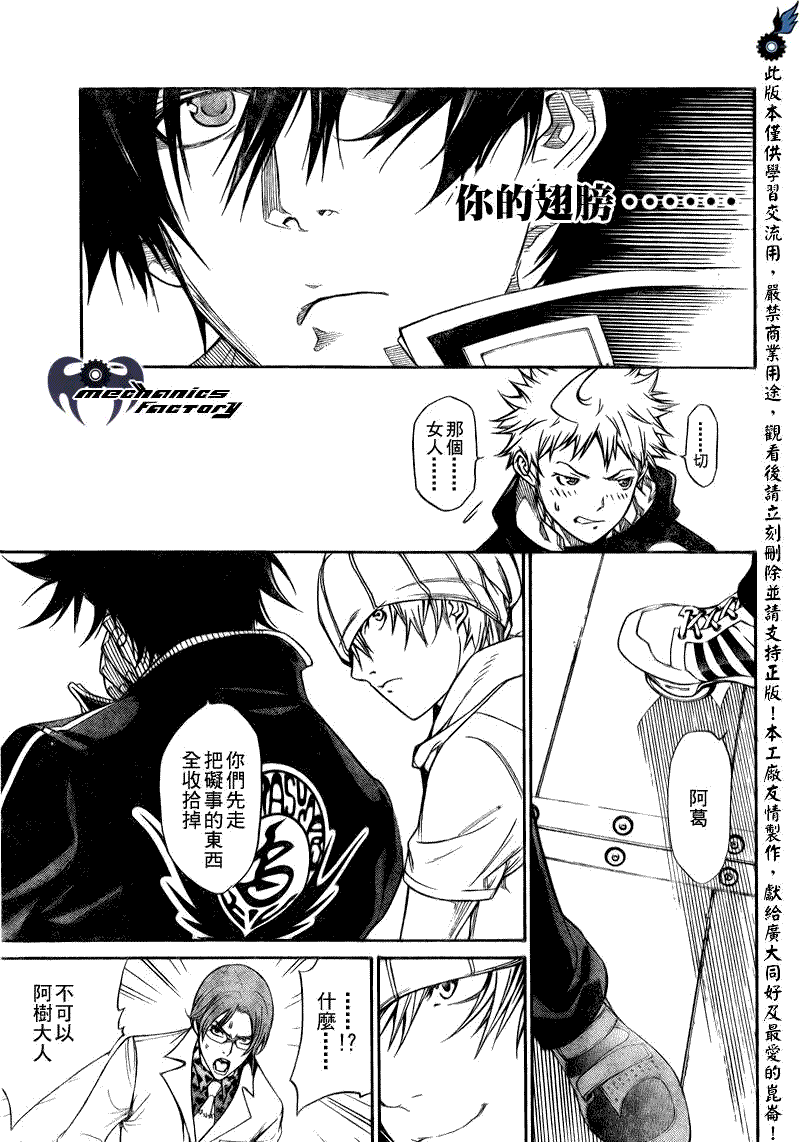 你的翅膀……
……切
那個……
女人……
阿葛
你們先走
把礙事的東西
全收拾掉
什麼……!?
不可以
阿樹大人
mechanics
Factory
此版本僅供學習交流用，嚴禁商業用途，觀看後請立刻刪除並請支持正版！本工廠友情製作，獻給廣大同好及最愛的崑崙！